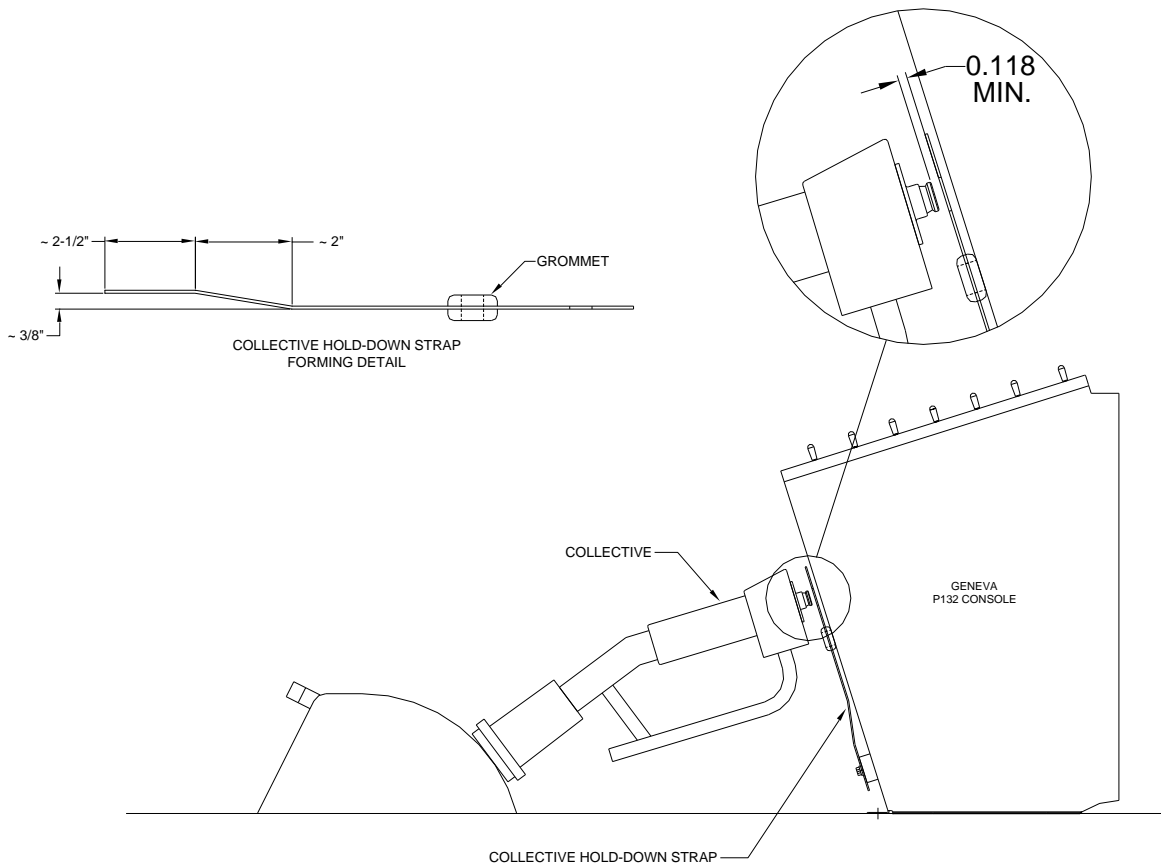 0.118
MIN.
~ 2-1/2"
~ 2"
GROMMET
~ 3/8"
COLLECTIVE HOLD-DOWN STRAP
FORMING DETAIL
COLLECTIVE
GENEVA
P132 CONSOLE
COLLECTIVE HOLD-DOWN STRAP